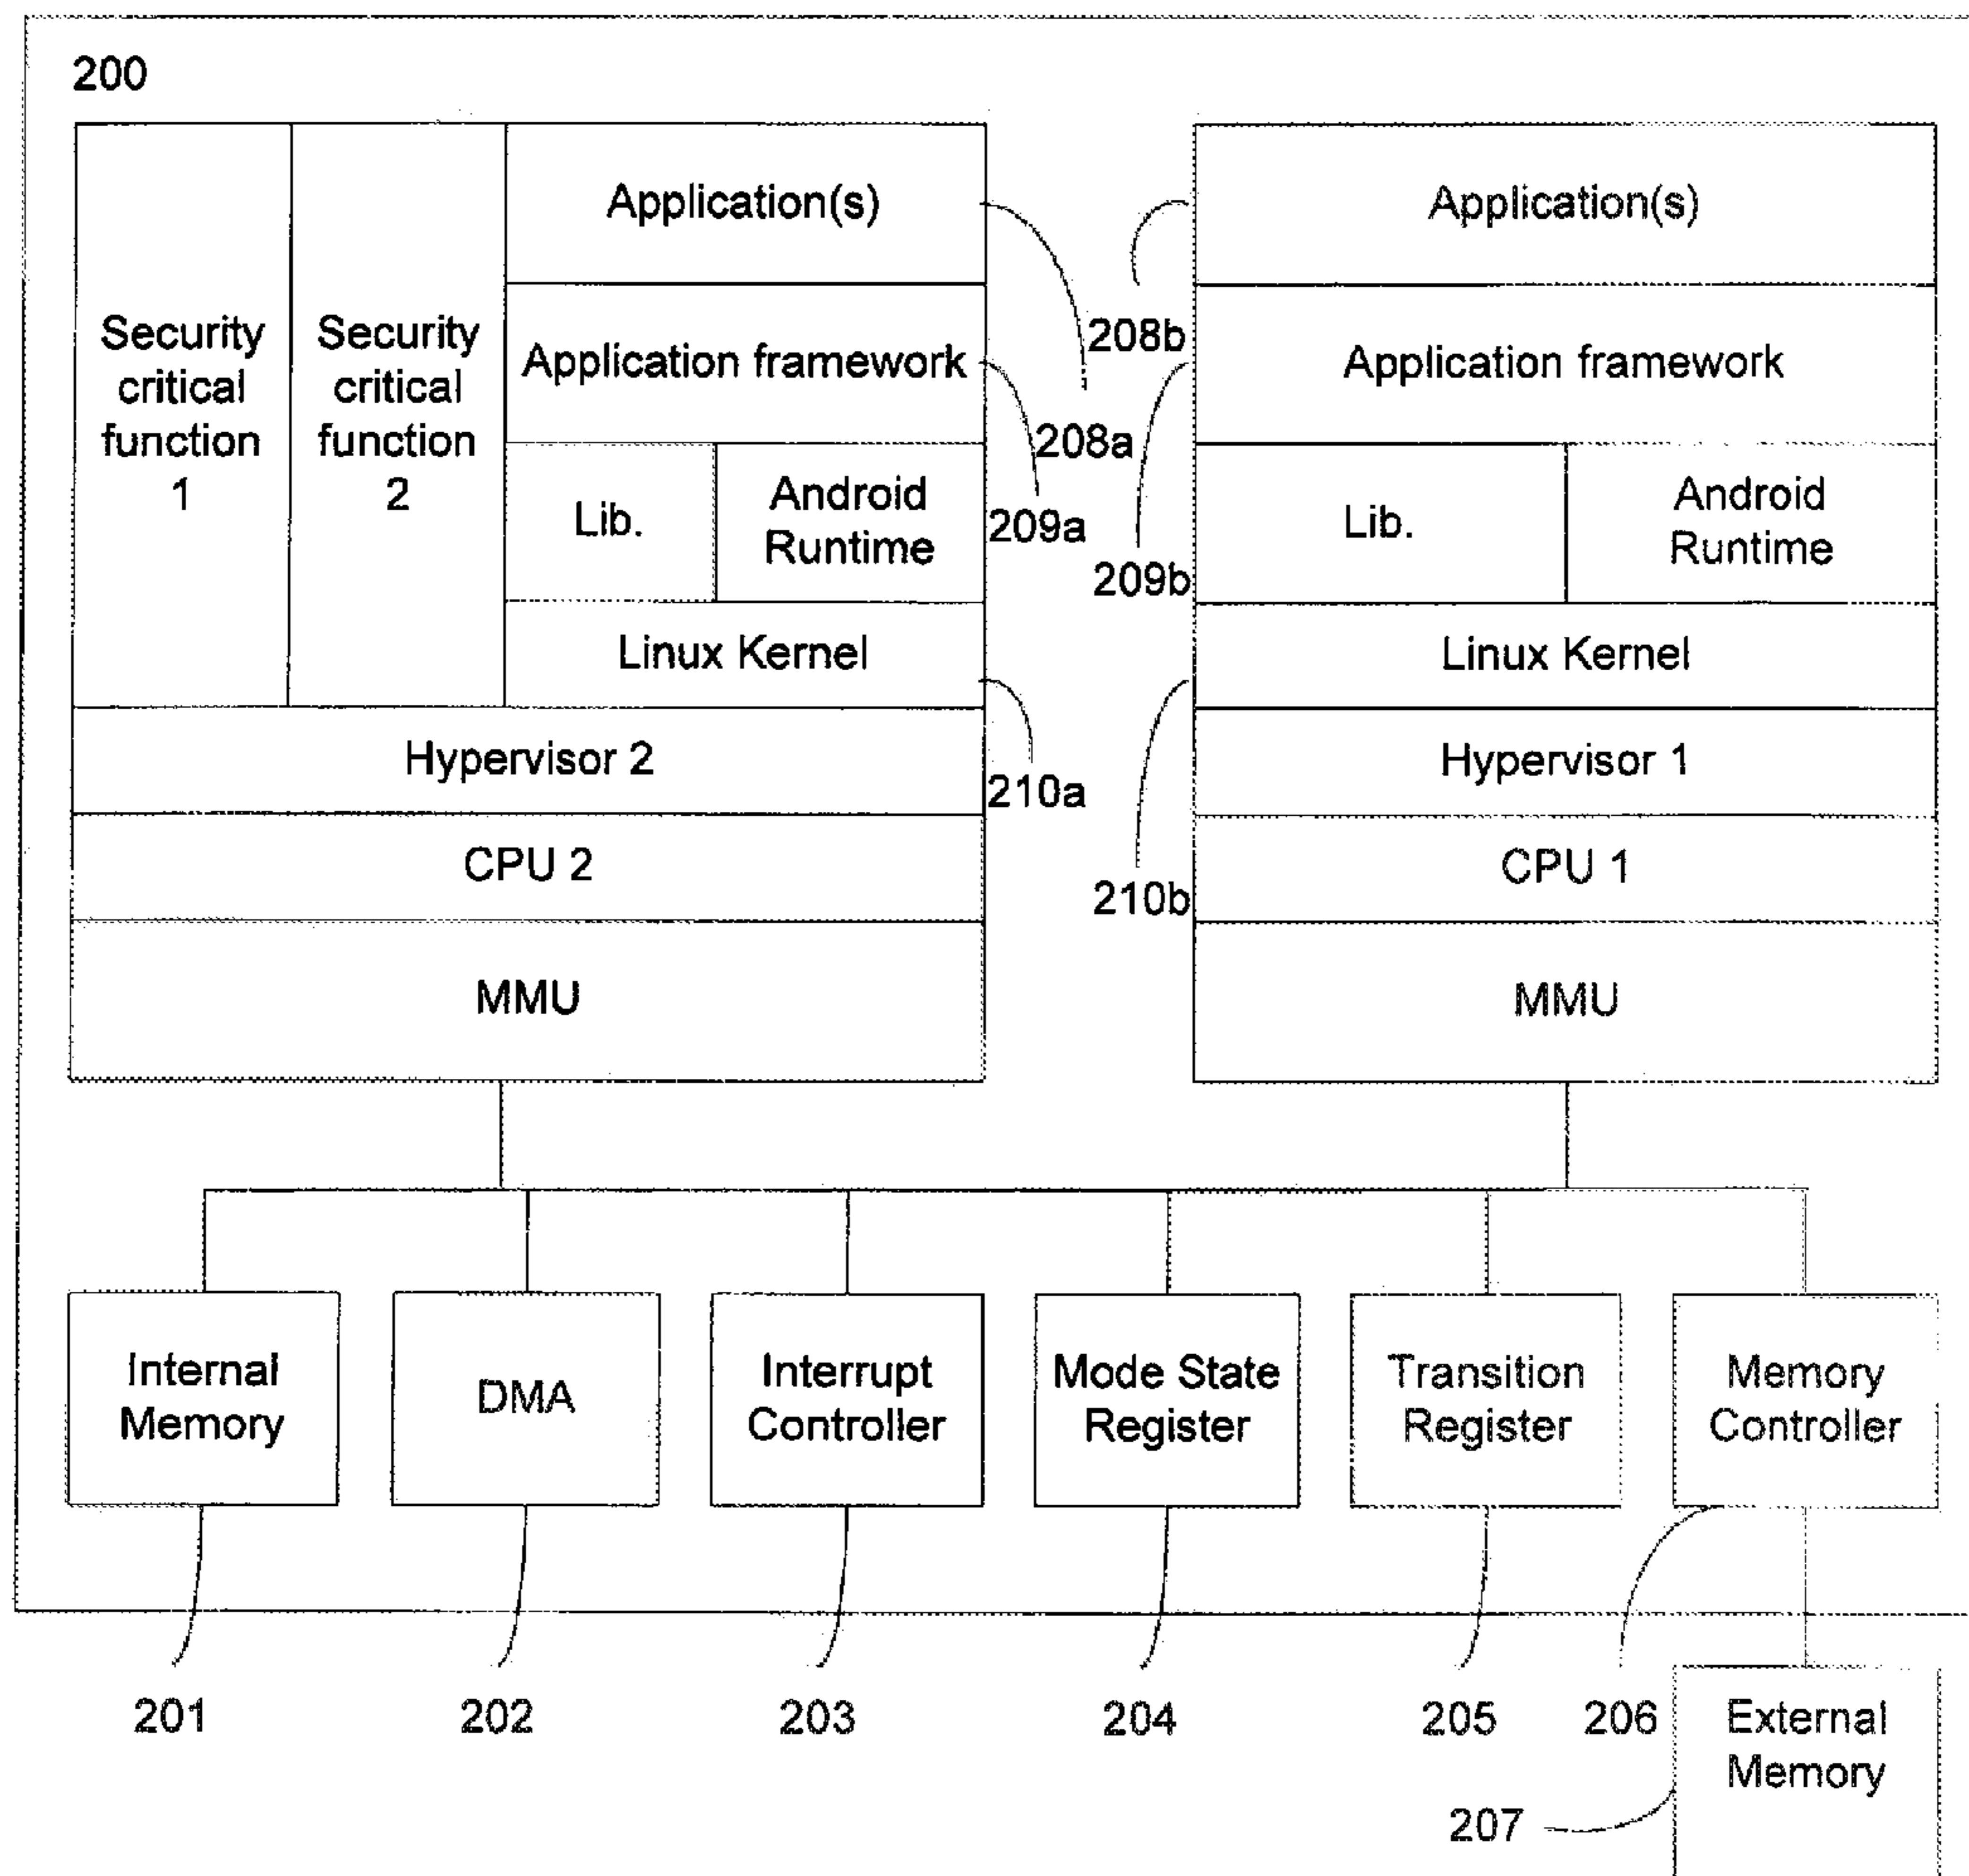 200
Security
critical
function
1
Security
critical
function
2
Application(s)
Application framework
Lib.
Android
Runtime
Linux Kernel
Hypervisor 2
CPU 2
MMU
208b
208a
209a
209b
210a
210b
Application(s)
Application framework
Lib.
Android
Runtime
Linux Kernel
Hypervisor 1
CPU 1
MMU
Internal
Memory
DMA
Interrupt
Controller
Mode State
Register
Transition
Register
Memory
Controller
201
202
203
204
205
206
External
Memory
207